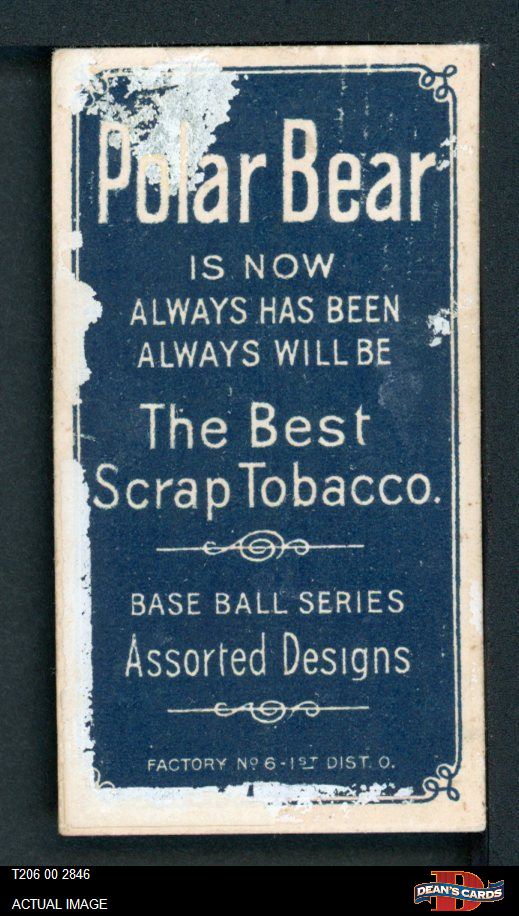 Polar Bear
IS NOW
ALWAYS HAS BEEN
ALWAYS WILL BE
The Best
Scrap Tobacco.
BASE BALL SERIES
Assorted Designs
FACTORY Nº 6 - 1ST DIST. O.
T206 00 2846
ACTUAL IMAGE
D
DEAN'S CARDS